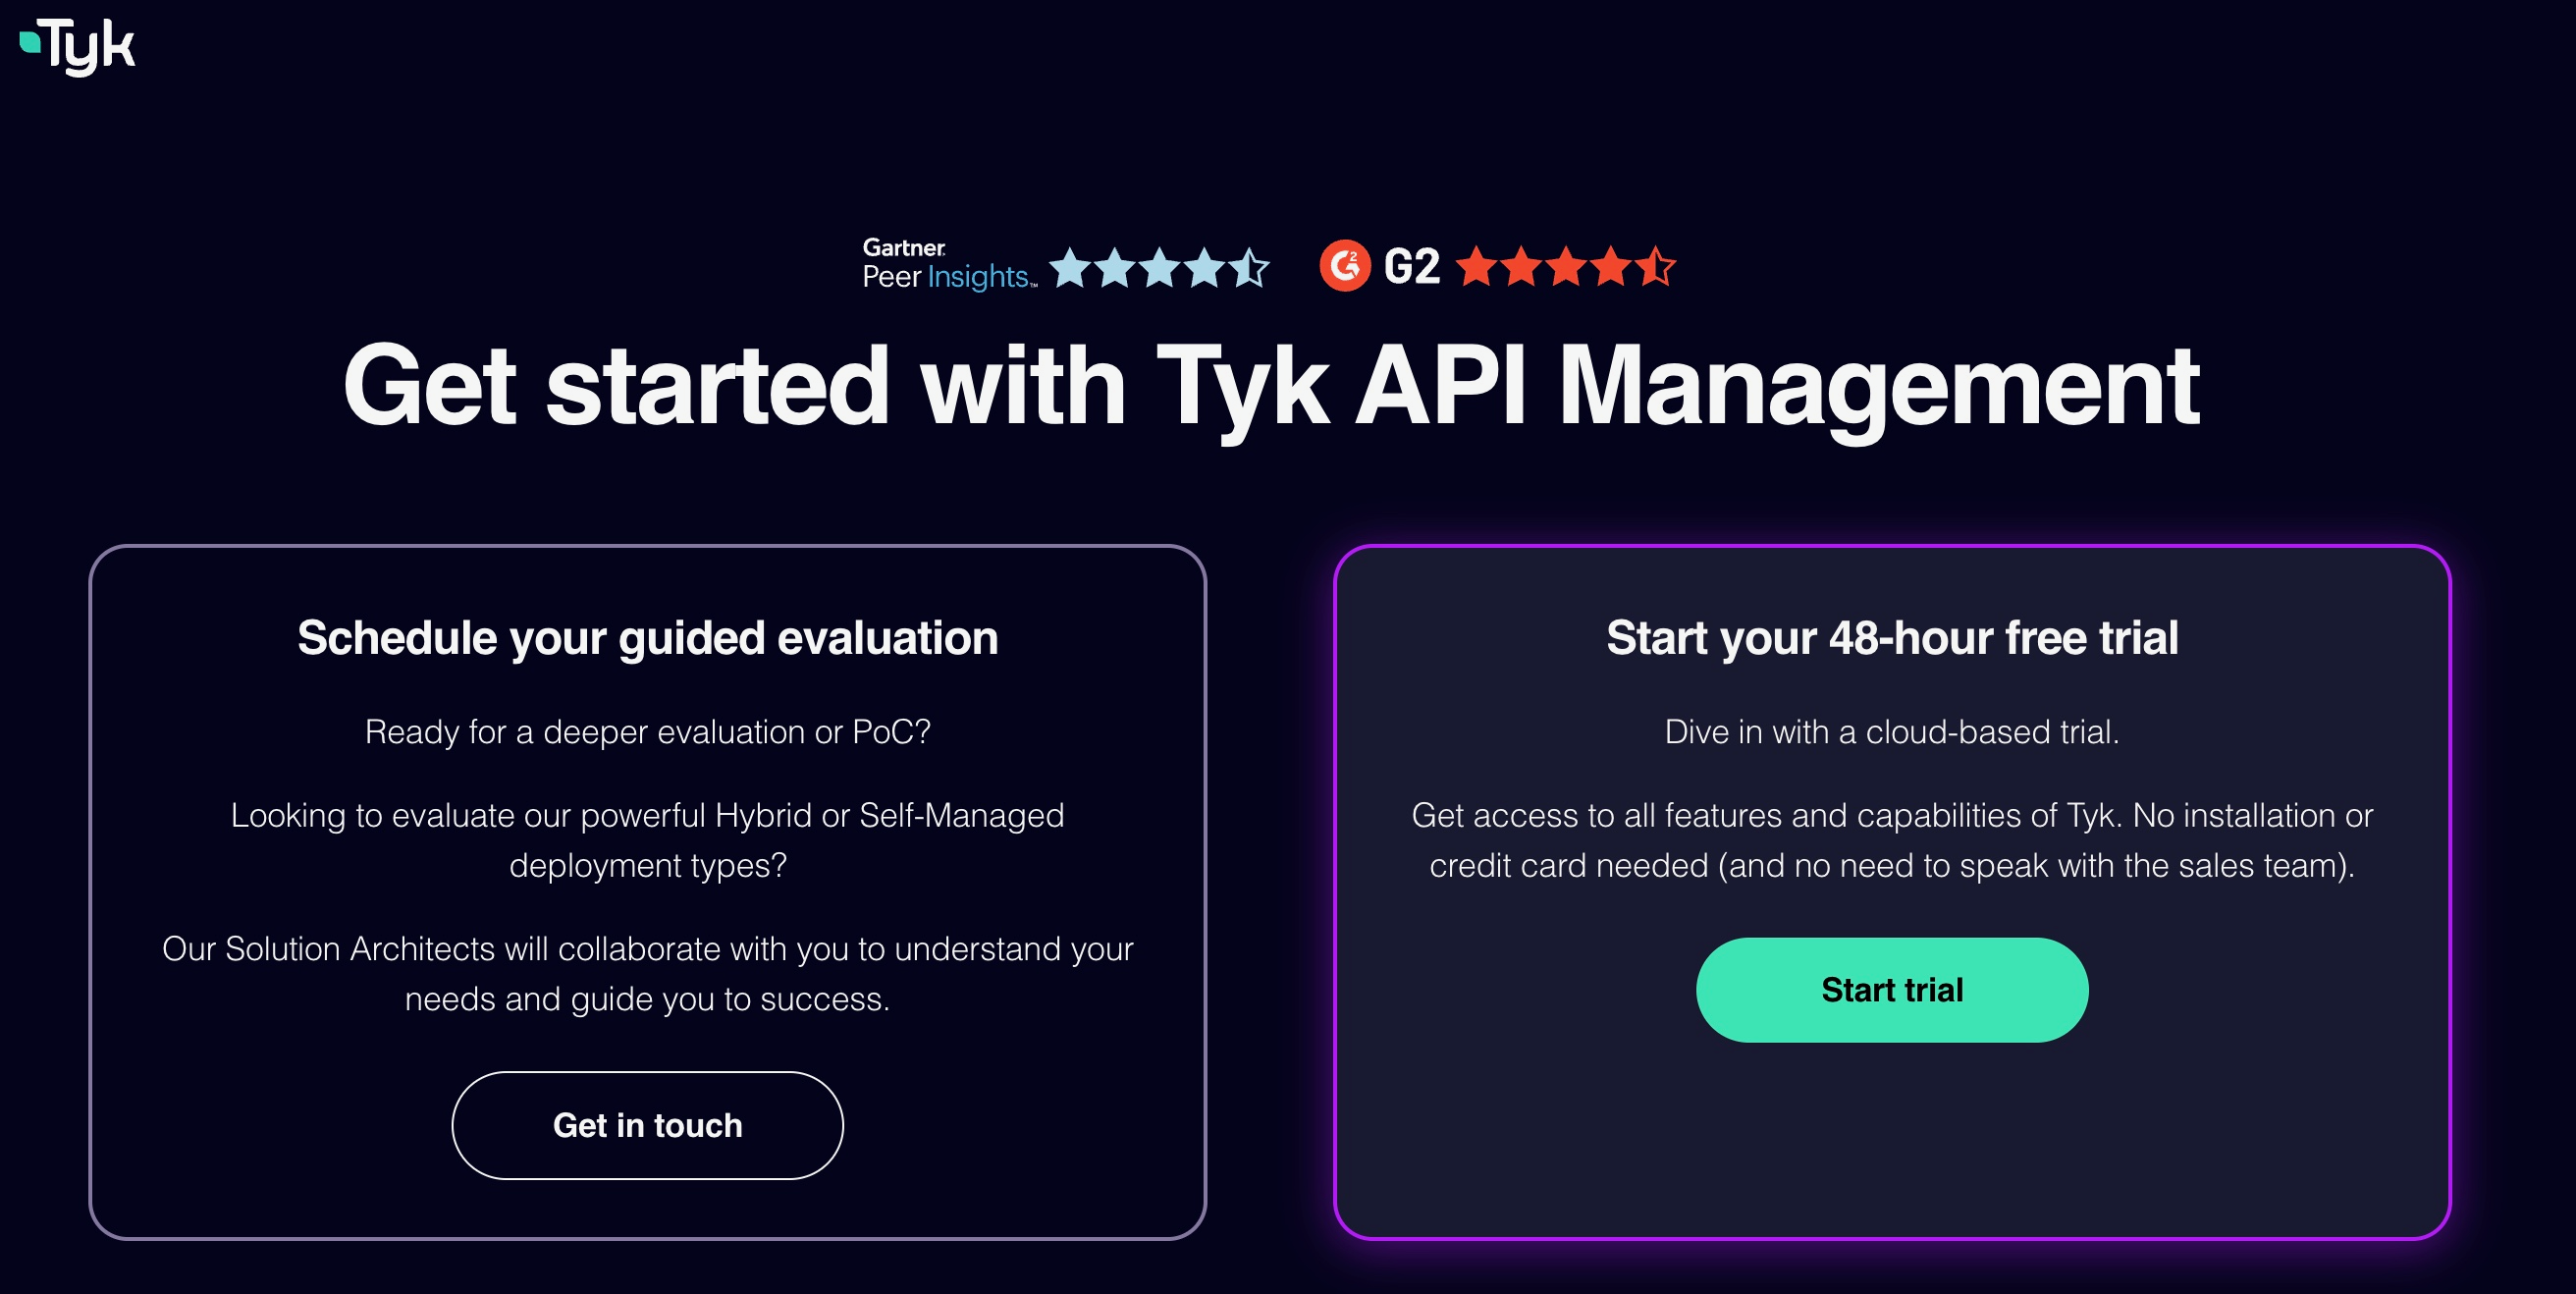 Tyk
Gartner
Peer Insights™
G2 G2
Get started with Tyk API Management
Schedule your guided evaluation
Ready for a deeper evaluation or PoC?
Looking to evaluate our powerful Hybrid or Self-Managed
deployment types?
Our Solution Architects will collaborate with you to understand your
needs and guide you to success.
Get in touch
Start your 48-hour free trial
Dive in with a cloud-based trial.
Get access to all features and capabilities of Tyk. No installation or
credit card needed (and no need to speak with the sales team).
Start trial